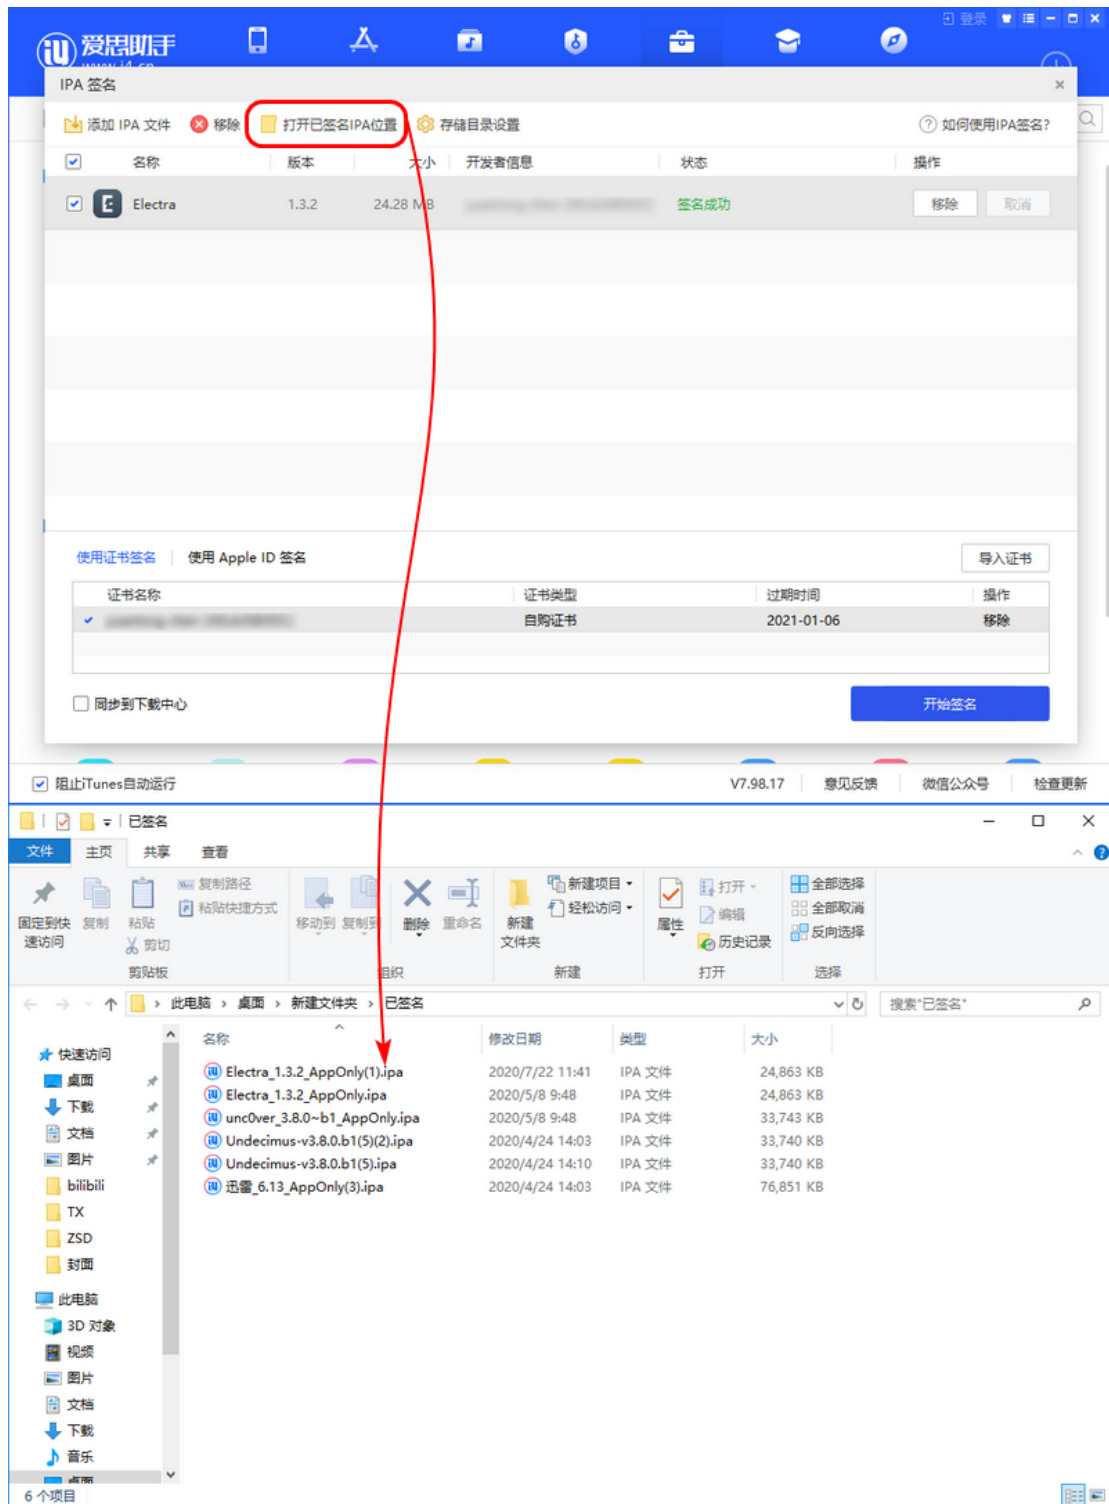 登录
爱思助手
www.i4.cn
IPA 签名
添加 IPA 文件 移除 打开已签名IPA位置 存储目录设置 如何使用IPA签名?
名称 版本 大小 开发者信息 状态 操作
Electra 1.3.2 24.28 MB 签名成功 移除 取消
使用证书签名 使用 Apple ID 签名 导入证书
证书名称 证书类型 过期时间 操作
自购证书 2021-01-06 移除
同步到下载中心 开始签名
阻止iTunes自动运行 V7.98.17 意见反馈 微信公众号 检查更新
已签名
文件 主页 共享 查看
固定到快速访问 复制 粘贴 复制路径 粘贴快捷方式 剪切 移动到 复制到 删除 重命名 新建文件夹 新建项目 轻松访问 属性 打开 编辑 历史记录 全部选择 全部取消 反向选择
剪贴板 组织 新建 打开 选择
此电脑 › 桌面 › 新建文件夹 › 已签名 搜索"已签名"
名称 修改日期 类型 大小
Electra_1.3.2_AppOnly(1).ipa 2020/7/22 11:41 IPA 文件 24,863 KB
Electra_1.3.2_AppOnly.ipa 2020/5/8 9:48 IPA 文件 24,863 KB
unc0ver_3.8.0~b1_AppOnly.ipa 2020/5/8 9:48 IPA 文件 33,743 KB
Undecimus-v3.8.0.b1(5)(2).ipa 2020/4/24 14:03 IPA 文件 33,740 KB
Undecimus-v3.8.0.b1(5).ipa 2020/4/24 14:10 IPA 文件 33,740 KB
迅雷_6.13_AppOnly(3).ipa 2020/4/24 14:03 IPA 文件 76,851 KB
快速访问
桌面
下载
文档
图片
bilibili
TX
ZSD
封面
此电脑
3D 对象
视频
图片
文档
下载
音乐
桌面
6 个项目